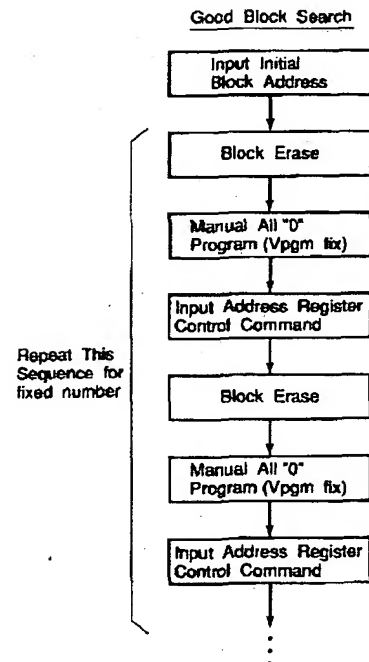 Good Block Search
Input Initial
Block Address
Block Erase
Manual All "0"
Program (Vpgm fix)
Input Address Register
Control Command
Repeat This
Sequence for
fixed number
Block Erase
Manual All "0"
Program (Vpgm fix)
Input Address Register
Control Command